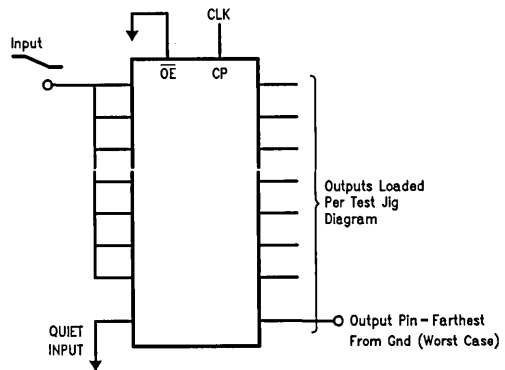 CLK
Input
OE
CP
Outputs Loaded
Per Test Jig
Diagram
QUIET
INPUT
Output Pin – Farthest
From Gnd (Worst Case)